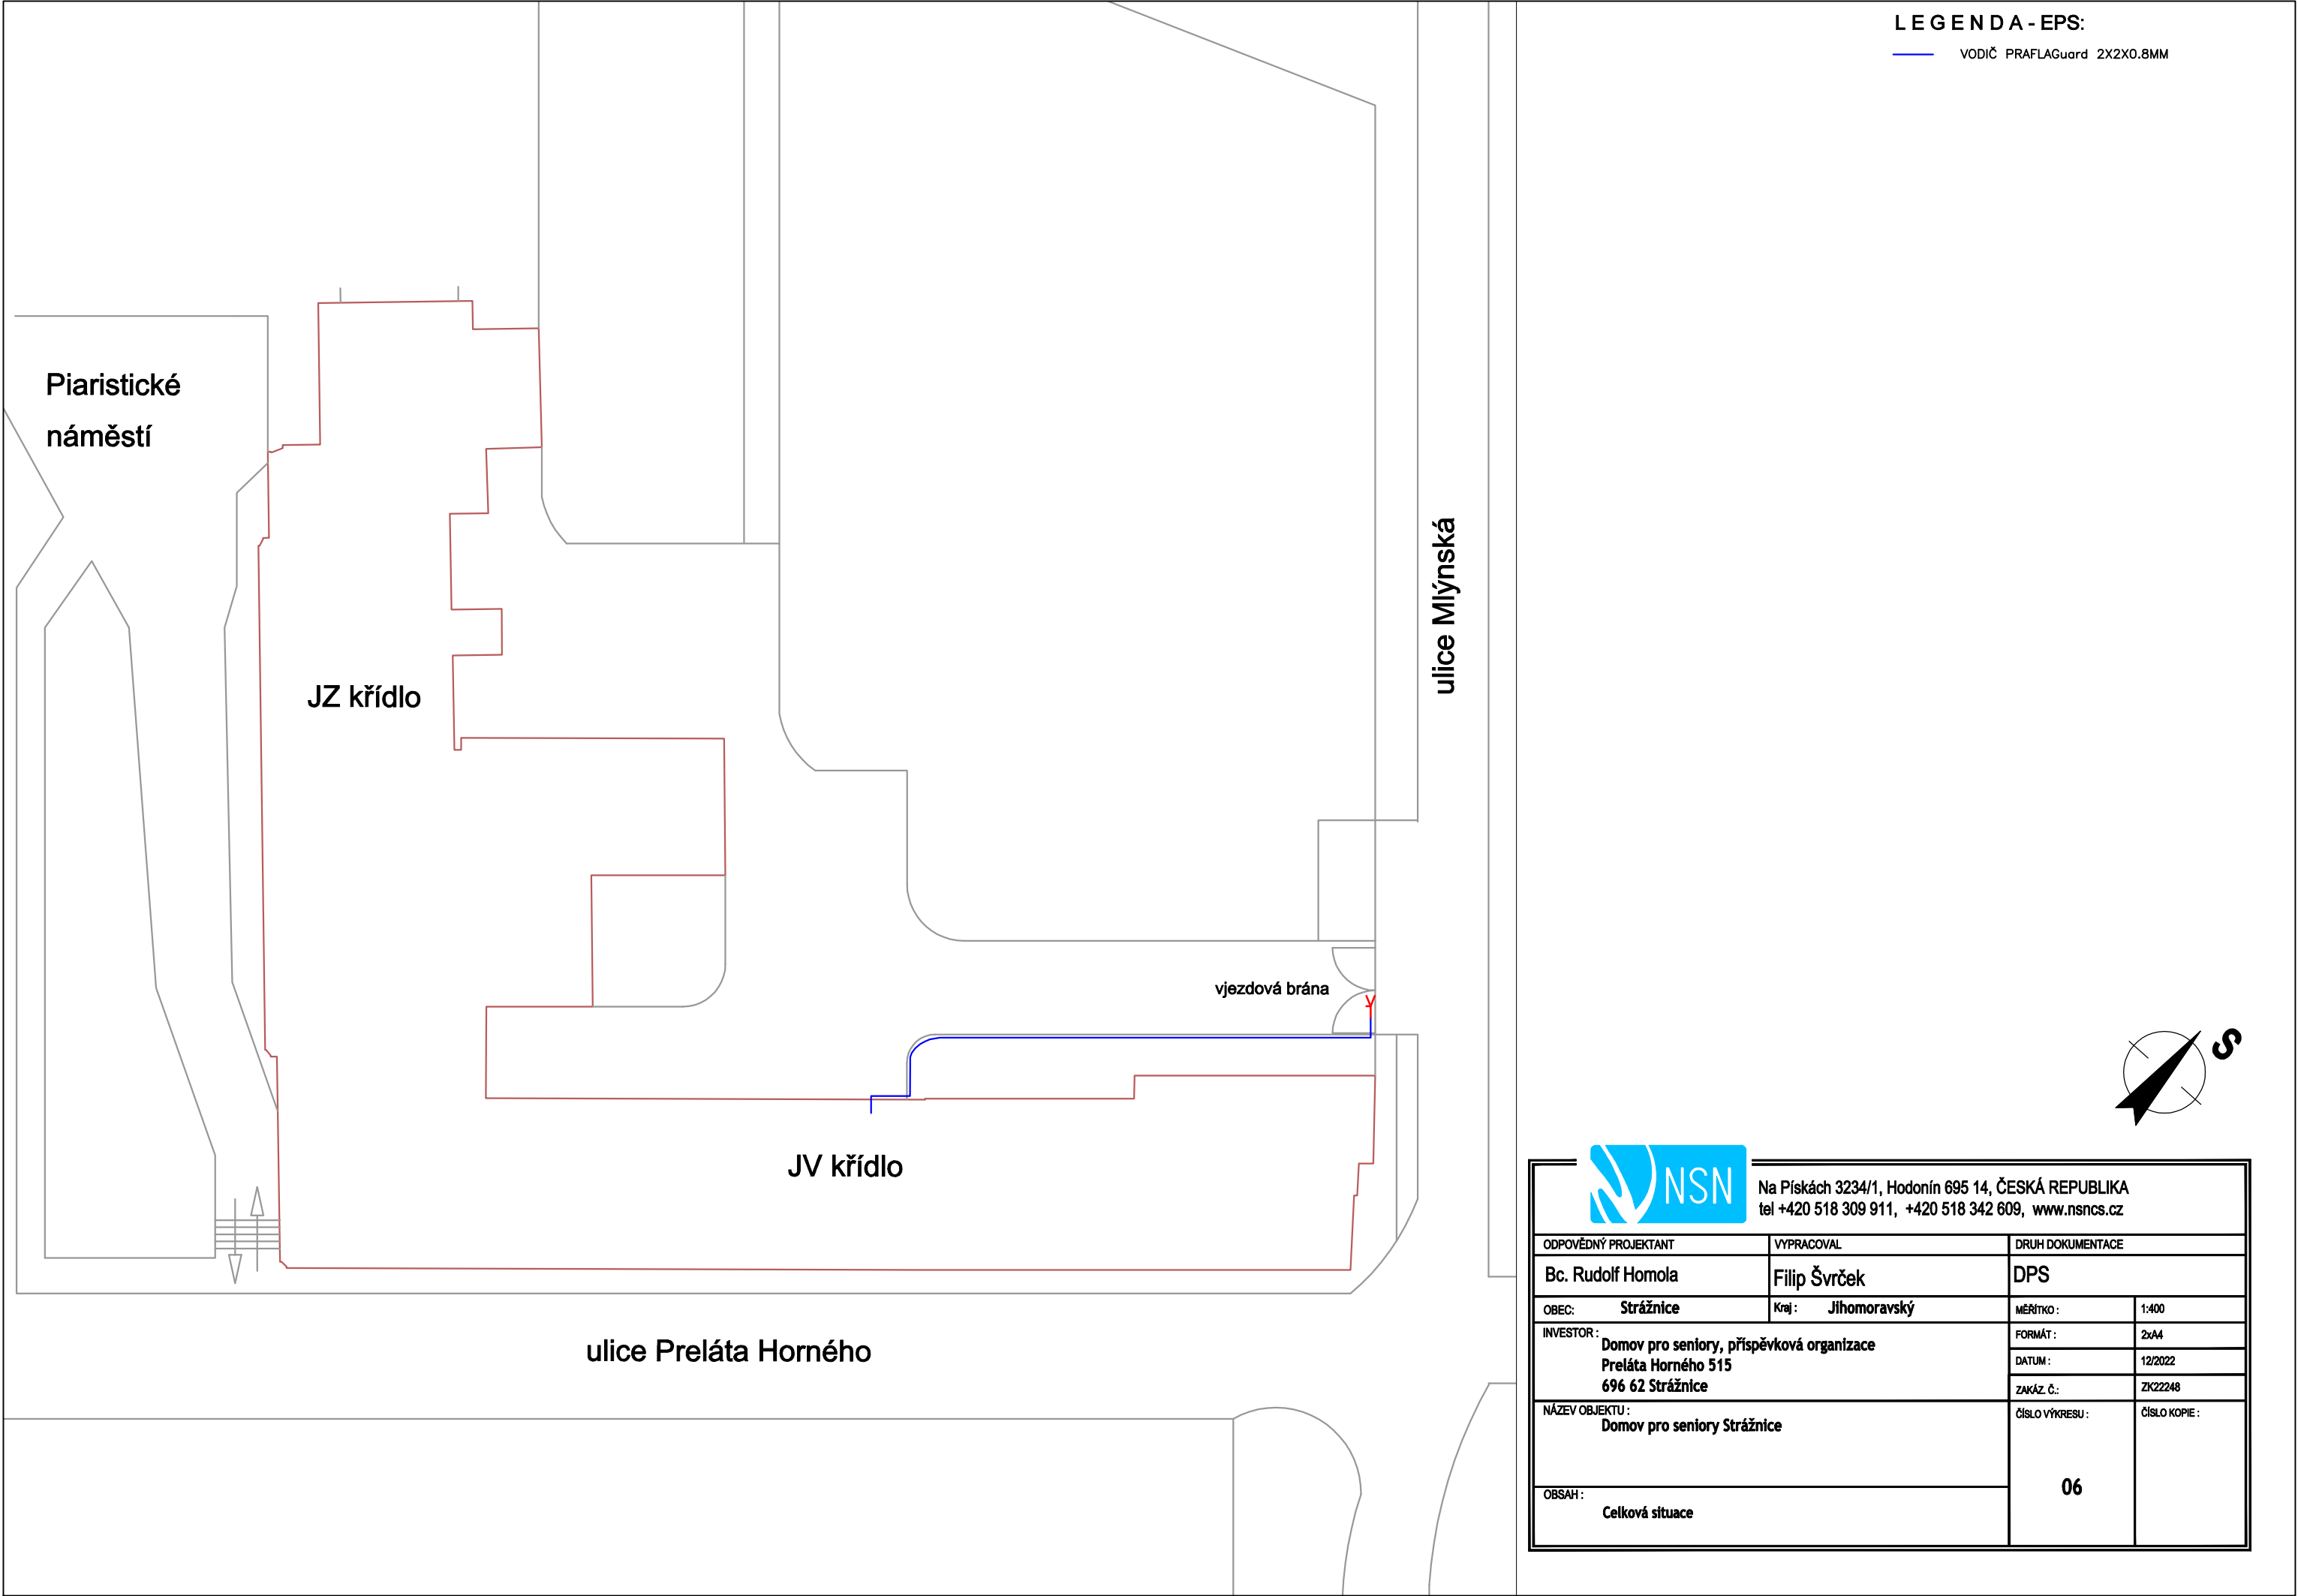 L E G E N D A - EPS:
VODIČ PRAFLAGuard 2X2X0.8MM
Piaristické
náměstí
JZ křídlo
ulice Mlýnská
vjezdová brána
Y
JV křídlo
ulice Preláta Horného
S
NSN
Na Pískách 3234/1, Hodonín 695 14, ČESKÁ REPUBLIKA
tel +420 518 309 911, +420 518 342 609, www.nsncs.cz
ODPOVĚDNÝ PROJEKTANT
VYPRACOVAL
DRUH DOKUMENTACE
Bc. Rudolf Homola
Filip Švrček
DPS
OBEC: Strážnice
Kraj : Jihomoravský
MĚŘÍTKO : 1:400
INVESTOR :
Domov pro seniory, příspěvková organizace
Preláta Horného 515
696 62 Strážnice
FORMÁT : 2xA4
DATUM : 12/2022
ZAKÁZ. Č.: ZK22248
NÁZEV OBJEKTU :
Domov pro seniory Strážnice
ČÍSLO VÝKRESU :
ČÍSLO KOPIE :
06
OBSAH :
Celková situace